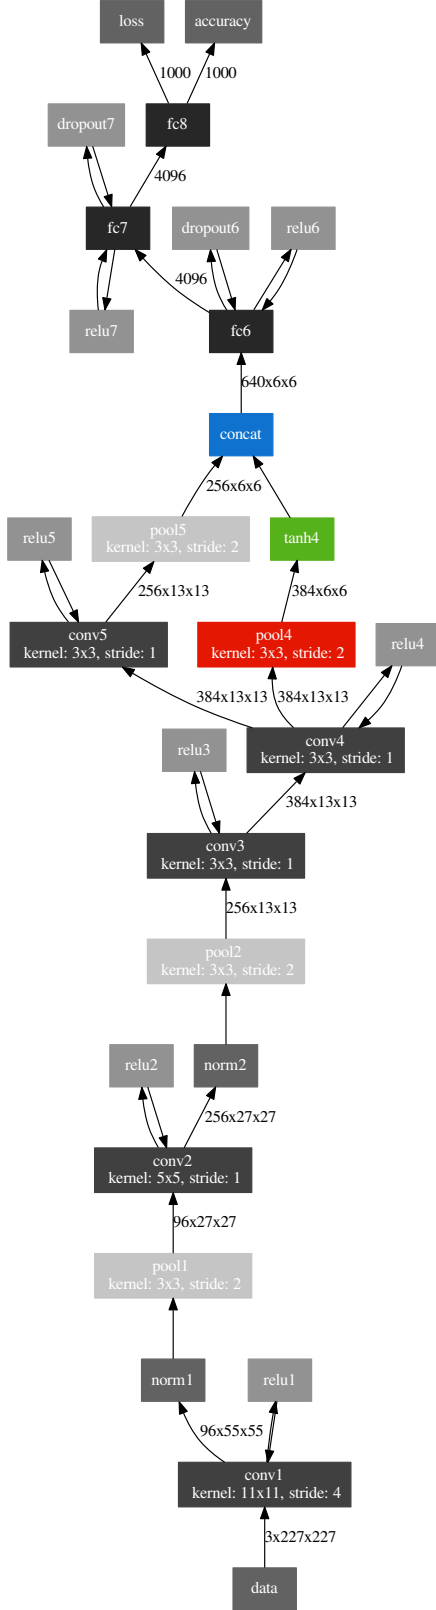 loss
accuracy
1000
1000
dropout7
fc8
4096
fc7
dropout6
relu6
4096
relu7
fc6
640x6x6
concat
256x6x6
relu5
pool5
kernel: 3x3, stride: 2
tanh4
256x13x13
384x6x6
conv5
kernel: 3x3, stride: 1
pool4
kernel: 3x3, stride: 2
relu4
384x13x13
384x13x13
relu3
conv4
kernel: 3x3, stride: 1
384x13x13
conv3
kernel: 3x3, stride: 1
256x13x13
pool2
kernel: 3x3, stride: 2
relu2
norm2
256x27x27
conv2
kernel: 5x5, stride: 1
96x27x27
pool1
kernel: 3x3, stride: 2
norm1
relu1
96x55x55
conv1
kernel: 11x11, stride: 4
3x227x227
data